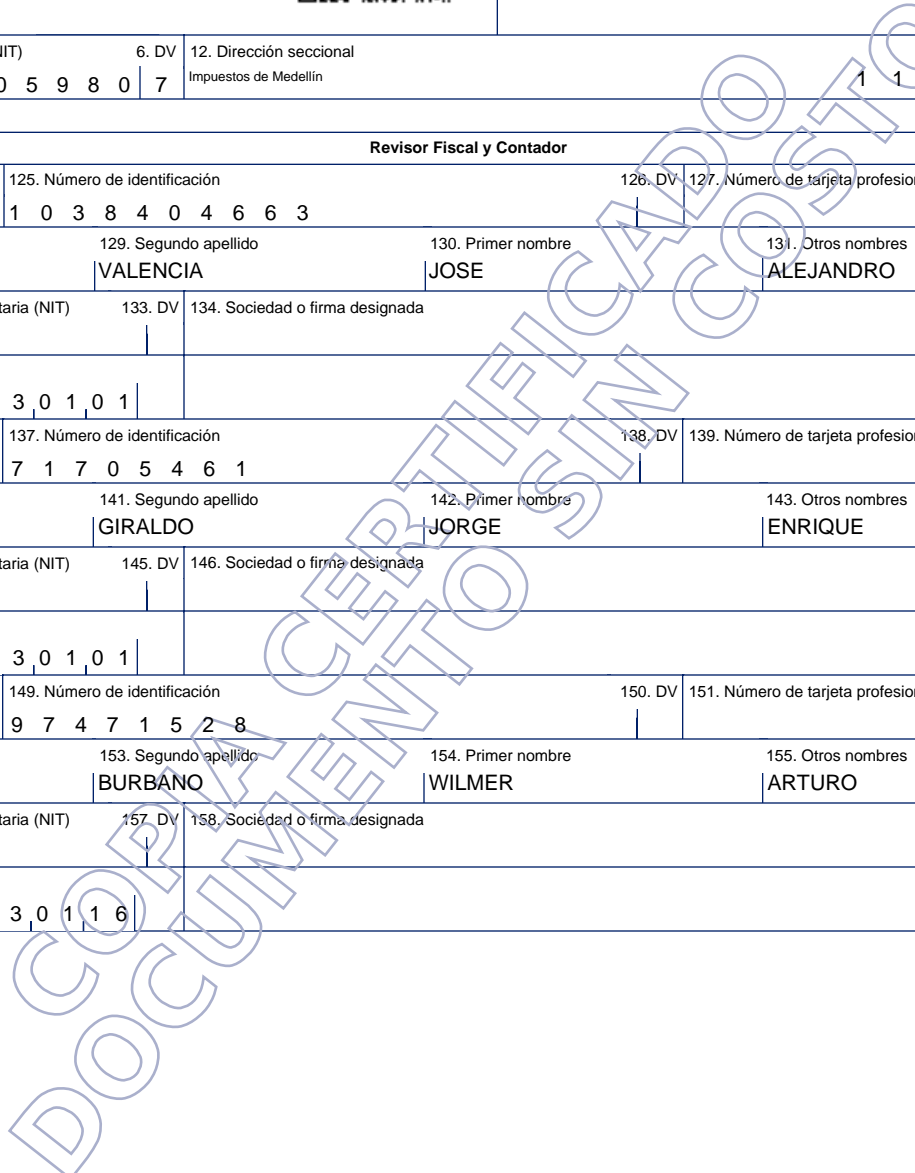 IT) 6. DV 12. Dirección seccional
0 5 9 8 0 7 Impuestos de Medellín 1 1
Revisor Fiscal y Contador
125. Número de identificación 126. DV 127. Número de tarjeta profesion
1 0 3 8 4 0 4 6 6 3
129. Segundo apellido 130. Primer nombre 131. Otros nombres
VALENCIA JOSE ALEJANDRO
taria (NIT) 133. DV 134. Sociedad o firma designada
3 0 1 0 1
137. Número de identificación 138. DV 139. Número de tarjeta profesion
7 1 7 0 5 4 6 1
141. Segundo apellido 142. Primer nombre 143. Otros nombres
GIRALDO JORGE ENRIQUE
taria (NIT) 145. DV 146. Sociedad o firma designada
3 0 1 0 1
149. Número de identificación 150. DV 151. Número de tarjeta profesion
9 7 4 7 1 5 2 8
153. Segundo apellido 154. Primer nombre 155. Otros nombres
BURBANO WILMER ARTURO
taria (NIT) 157. DV 158. Sociedad o firma designada
3 0 1 1 6
COPIA CERTIFICADO
DOCUMENTO SIN COSTO